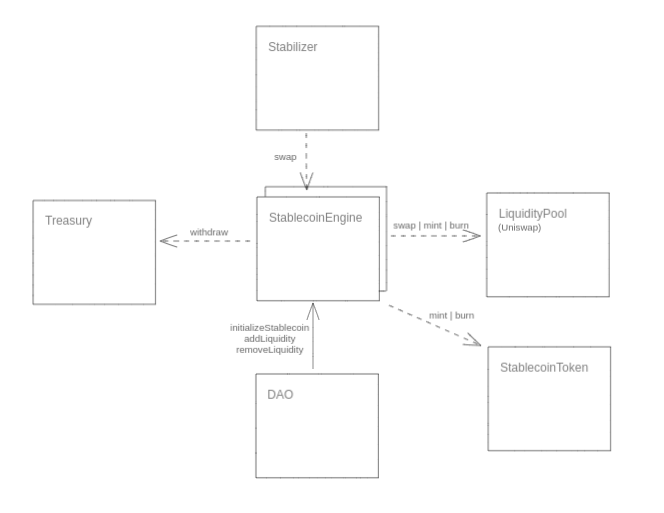 Stabilizer
swap
Treasury
withdraw
StablecoinEngine
swap | mint | burn
LiquidityPool
(Uniswap)
mint | burn
initializeStablecoin
addLiquidity
removeLiquidity
StablecoinToken
DAO